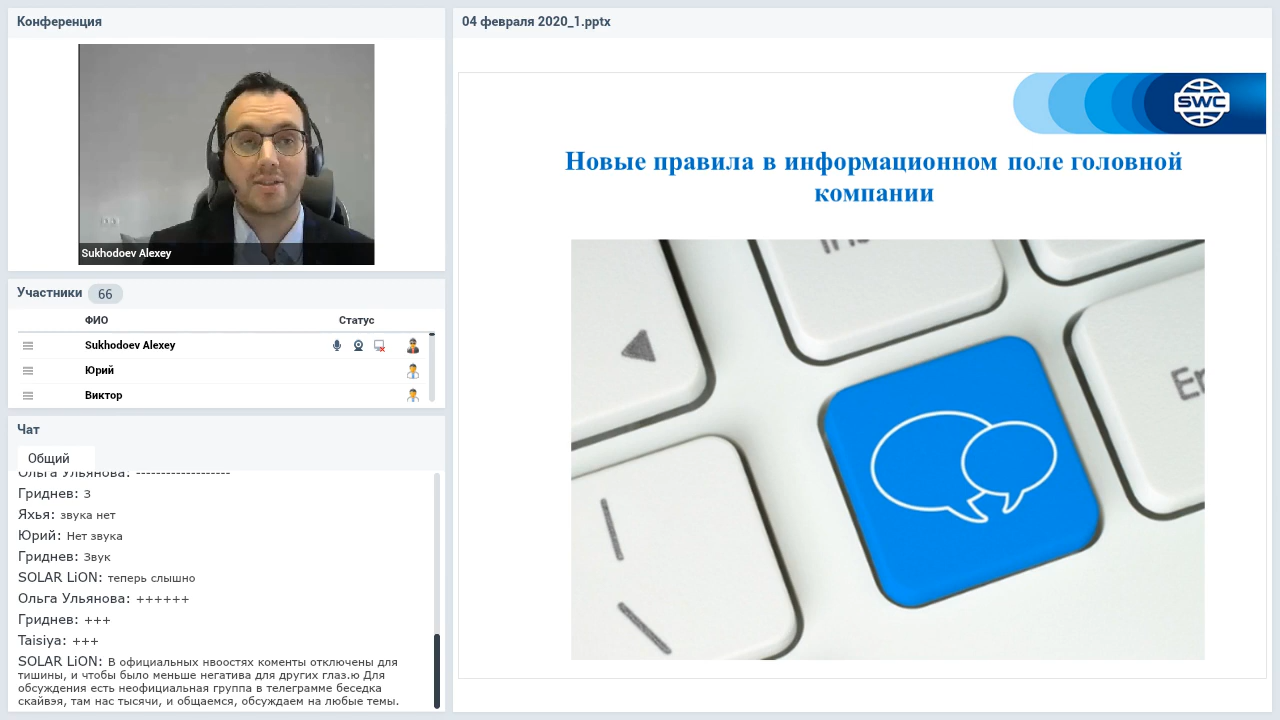 Конференция
Sukhodoev Alexey
Участники 66
ФИО Статус
Sukhodoev Alexey
Юрий
Виктор
Чат
Общий
Ольга Ульянова: -------------------
Гриднев: З
Яхья: звука нет
Юрий: Нет звука
Гриднев: Звук
SOLAR LiON: теперь слышно
Ольга Ульянова: ++++++
Гриднев: +++
Taisiya: +++
SOLAR LiON: В официальных нвоостях коменты отключены для
тишины, и чтобы было меньше негатива для других глаз.ю Для
обсуждения есть неофициальная группа в телеграмме беседка
скайвэя, там нас тысячи, и общаемся, обсуждаем на любые темы.
04 февраля 2020_1.pptx
SWC
Новые правила в информационном поле головной
компании